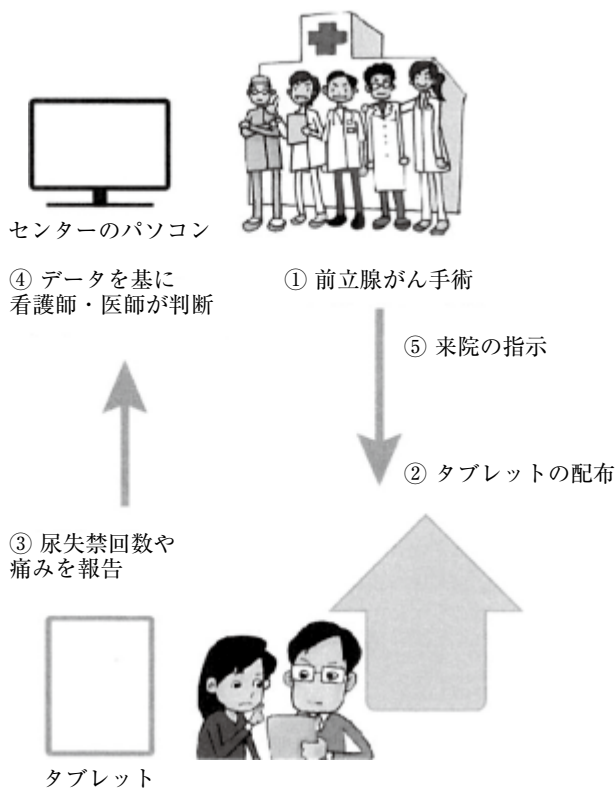 センターのパソコン
④ データを基に
看護師・医師が判断
① 前立腺がん手術
⑤ 来院の指示
② タブレットの配布
③ 尿失禁回数や
痛みを報告
タブレット